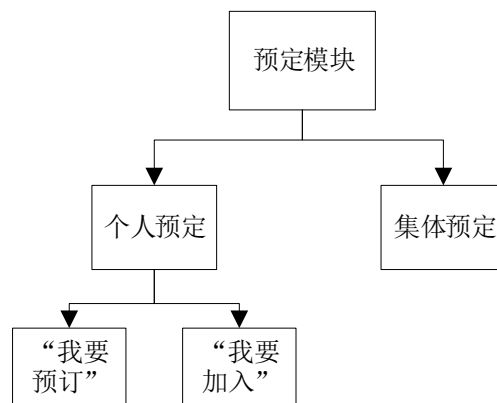 预定模块
个人预定
集体预定
“我要
预订”
“我要
加入”